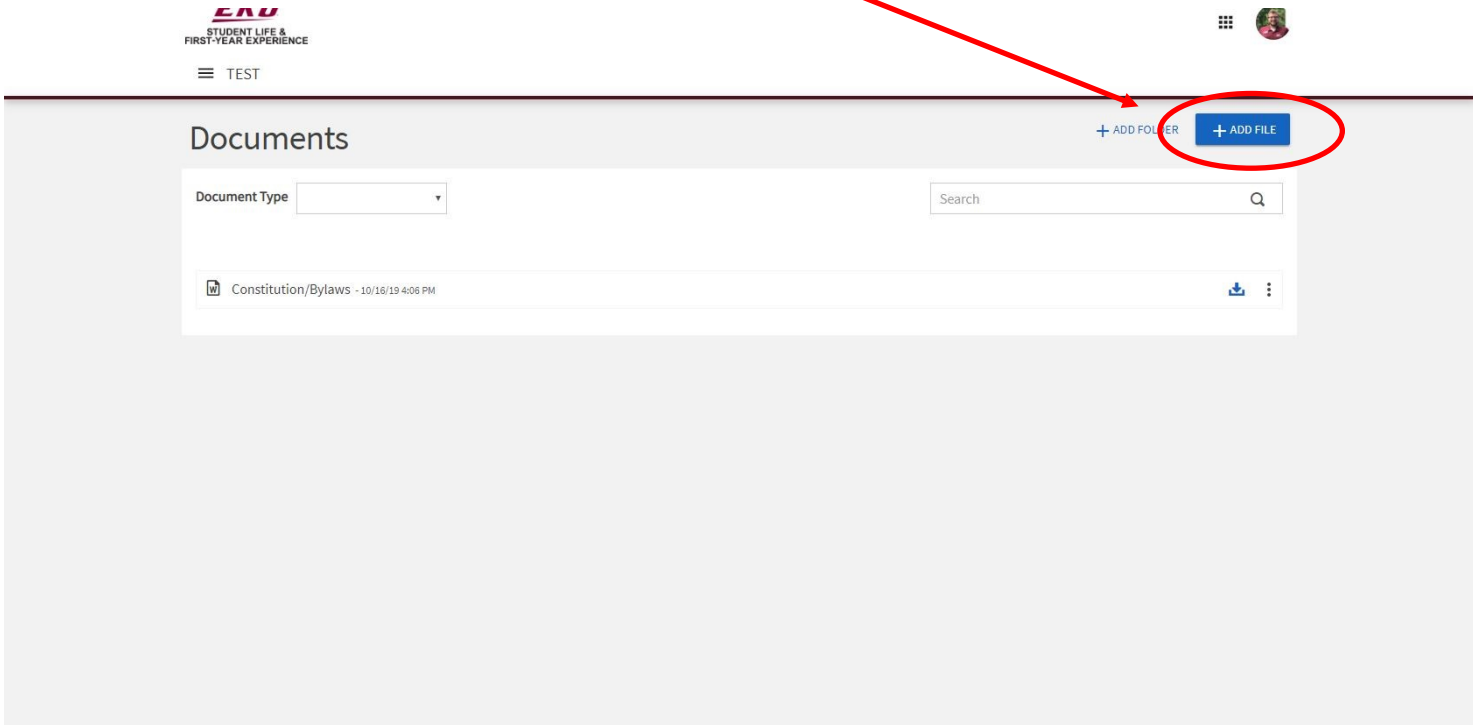 STUDENT LIFE &
FIRST-YEAR EXPERIENCE
TEST
Documents
+ ADD FOLDER
+ ADD FILE
Document Type
Search
Constitution/Bylaws - 10/16/19 4:06 PM